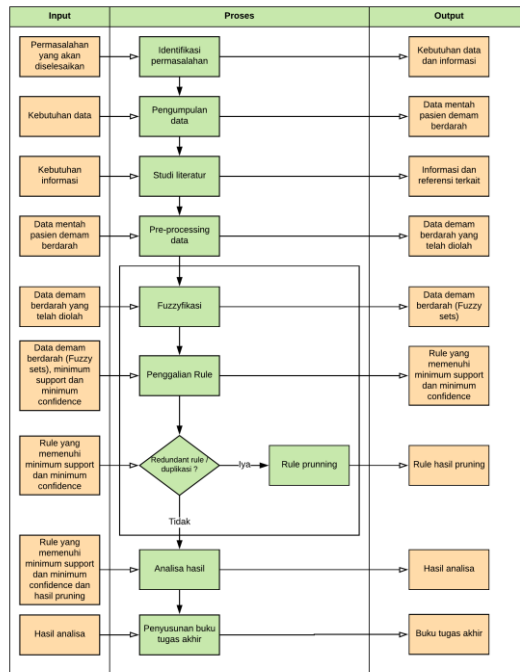 Input
Proses
Output
Permasalahan
yang akan
diselesaikan
Identifikasi
permasalahan
Kebutuhan data
dan informasi
Kebutuhan data
Pengumpulan
data
Data mentah
pasien demam
berdarah
Kebutuhan
informasi
Studi literatur
Informasi dan
referensi terkait
Data mentah
pasien demam
berdarah
Pre-processing
data
Data demam
berdarah yang
telah diolah
Data demam
berdarah yang
telah diolah
Fuzzyfikasi
Data demam
berdarah (Fuzzy
sets)
Data demam
berdarah (Fuzzy
sets), minimum
support dan
minimum
confidence
Penggalian Rule
Rule yang
memenuhi
minimum support
dan minimum
confidence
Rule yang
memenuhi
minimum support
dan minimum
confidence
Redundant rule /
duplikasi ?
Iya
Rule prunning
Rule hasil pruning
Tidak
Rule yang
memenuhi
minimum support
dan minimum
confidence dan
hasil pruning
Analisa hasil
Hasil analisa
Hasil analisa
Penyusunan buku
tugas akhir
Buku tugas akhir